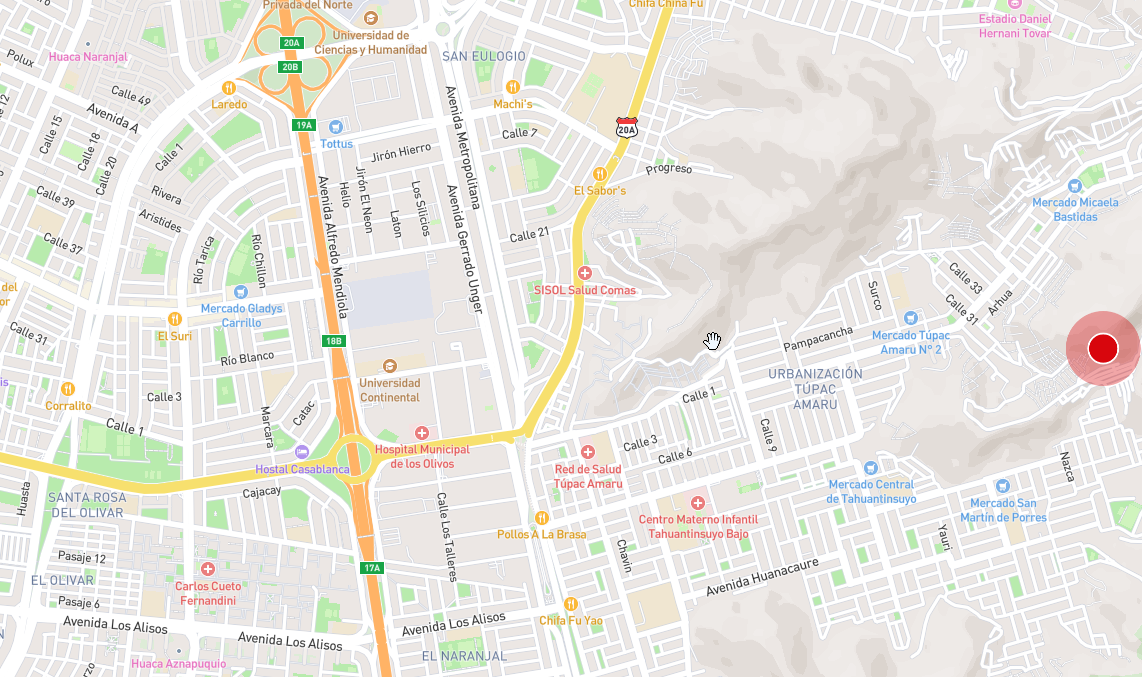 Privada del Norte
Chifa China Fu
Universidad de
Ciencias y Humanidad
Estadio Daniel
Hernani Tovar
20A
Huaca Naranjal
SAN EULOGIO
Polux
20B
Calle 49
Laredo
Machi's
Avenida A
19A
Tottus
20A
Calle 12
Calle 15
Calle 18
Calle 20
Calle 1
Jirón Hierro
Calle 7
Avenida Metropolitana
Progreso
El Sabor's
Calle 39
Rivera
Aristides
Helio
Jirón El Neon
Laton
Los Silicios
Avenida Alfredo Mendiola
Avenida Gerrado Unger
Mercado Micaela
Bastidas
Calle 37
Río Tarica
Río Chillon
Calle 21
SISOL Salud Comas
Surco
Calle 33
Calle 31
Arhua
del
or
Mercado Gladys
Carrillo
El Suri
Calle 31
18B
Pampacancha
Mercado Túpac
Amaru N° 2
Río Blanco
Universidad
Continental
URBANIZACIÓN
TÚPAC
AMARU
is
Corralito
Calle 3
Marcara
Catac
Calle 1
Calle 1
Calle 9
Hospital Municipal
de los Olivos
Calle 3
Calle 6
Hostal Casablanca
Red de Salud
Túpac Amaru
Nazca
Mercado Central
de Tahuantinsuyo
Huasta
SANTA ROSA
DEL OLIVAR
Cajacay
Calle Los Talleres
Mercado San
Martín de Porres
Centro Materno Infantil
Tahuantinsuyo Bajo
Pollos A La Brasa
Yauri
Chavin
Pasaje 12
17A
EL OLIVAR
Carlos Cueto
Fernandini
Avenida Huanacaure
Pasaje 6
Chifa Fu Yao
Avenida Los Alisos
Avenida Los Alisos
Avenida Los Alisos
EL NARANJAL
Huaca Aznapuquio
rzo